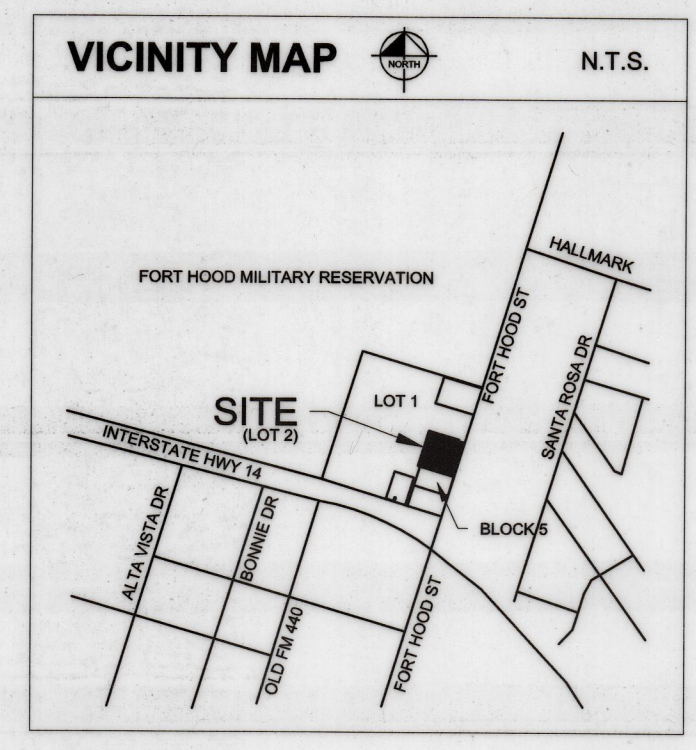 VICINITY MAP
NORTH
N.T.S.
HALLMARK
FORT HOOD MILITARY RESERVATION
FORT HOOD ST
SANTA ROSA DR
LOT 1
SITE
(LOT 2)
INTERSTATE HWY 14
BLOCK 5
ALTA VISTA DR
BONNIE DR
OLD FM 440
FORT HOOD ST